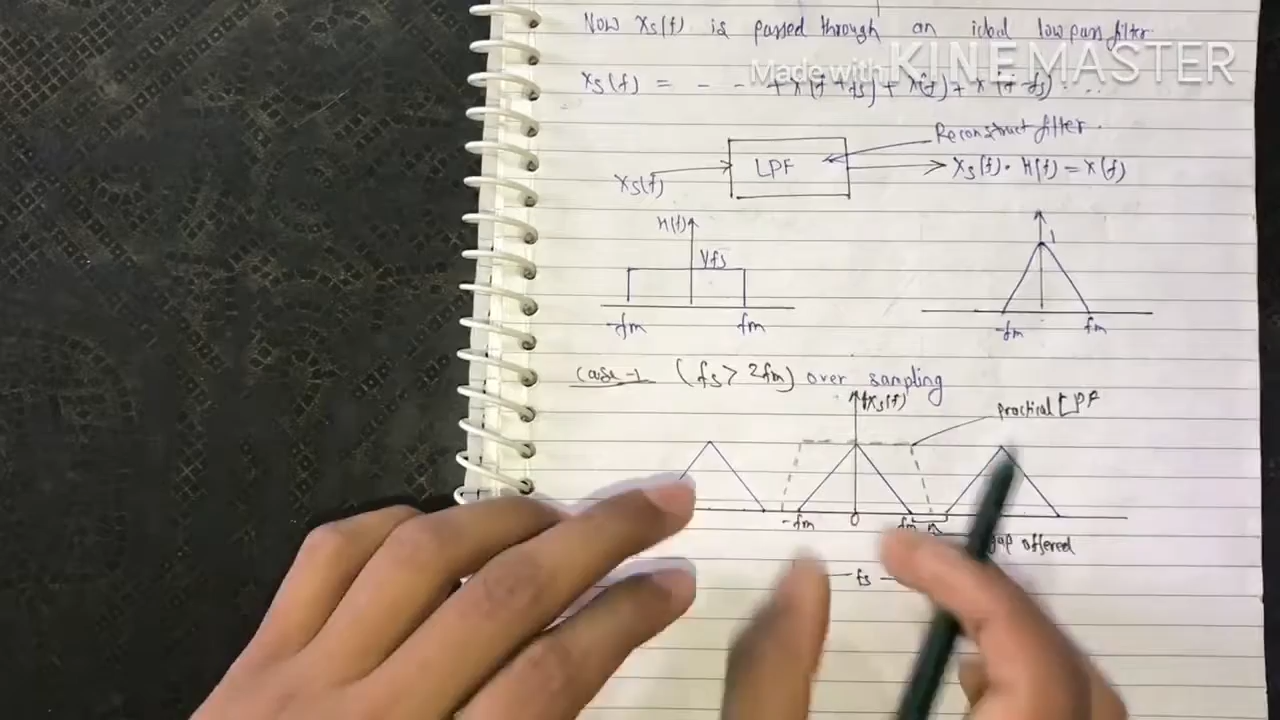 Now Xs(f) is passed through an ideal low pass filter
Made with KINEMASTER
Xs(f) = - - +X(f+fs)+X(f)+X(f-fs)...
Reconstruct filter.
LPF
Xs(f)
Xs(f). H(f) = X(f)
H(f)
1/fs
1
-fm fm
-fm fm
Case-1 (fs > 2fm) over sampling
Xs(f)
practical LPF
-fm 0 fm
gap offered
fs